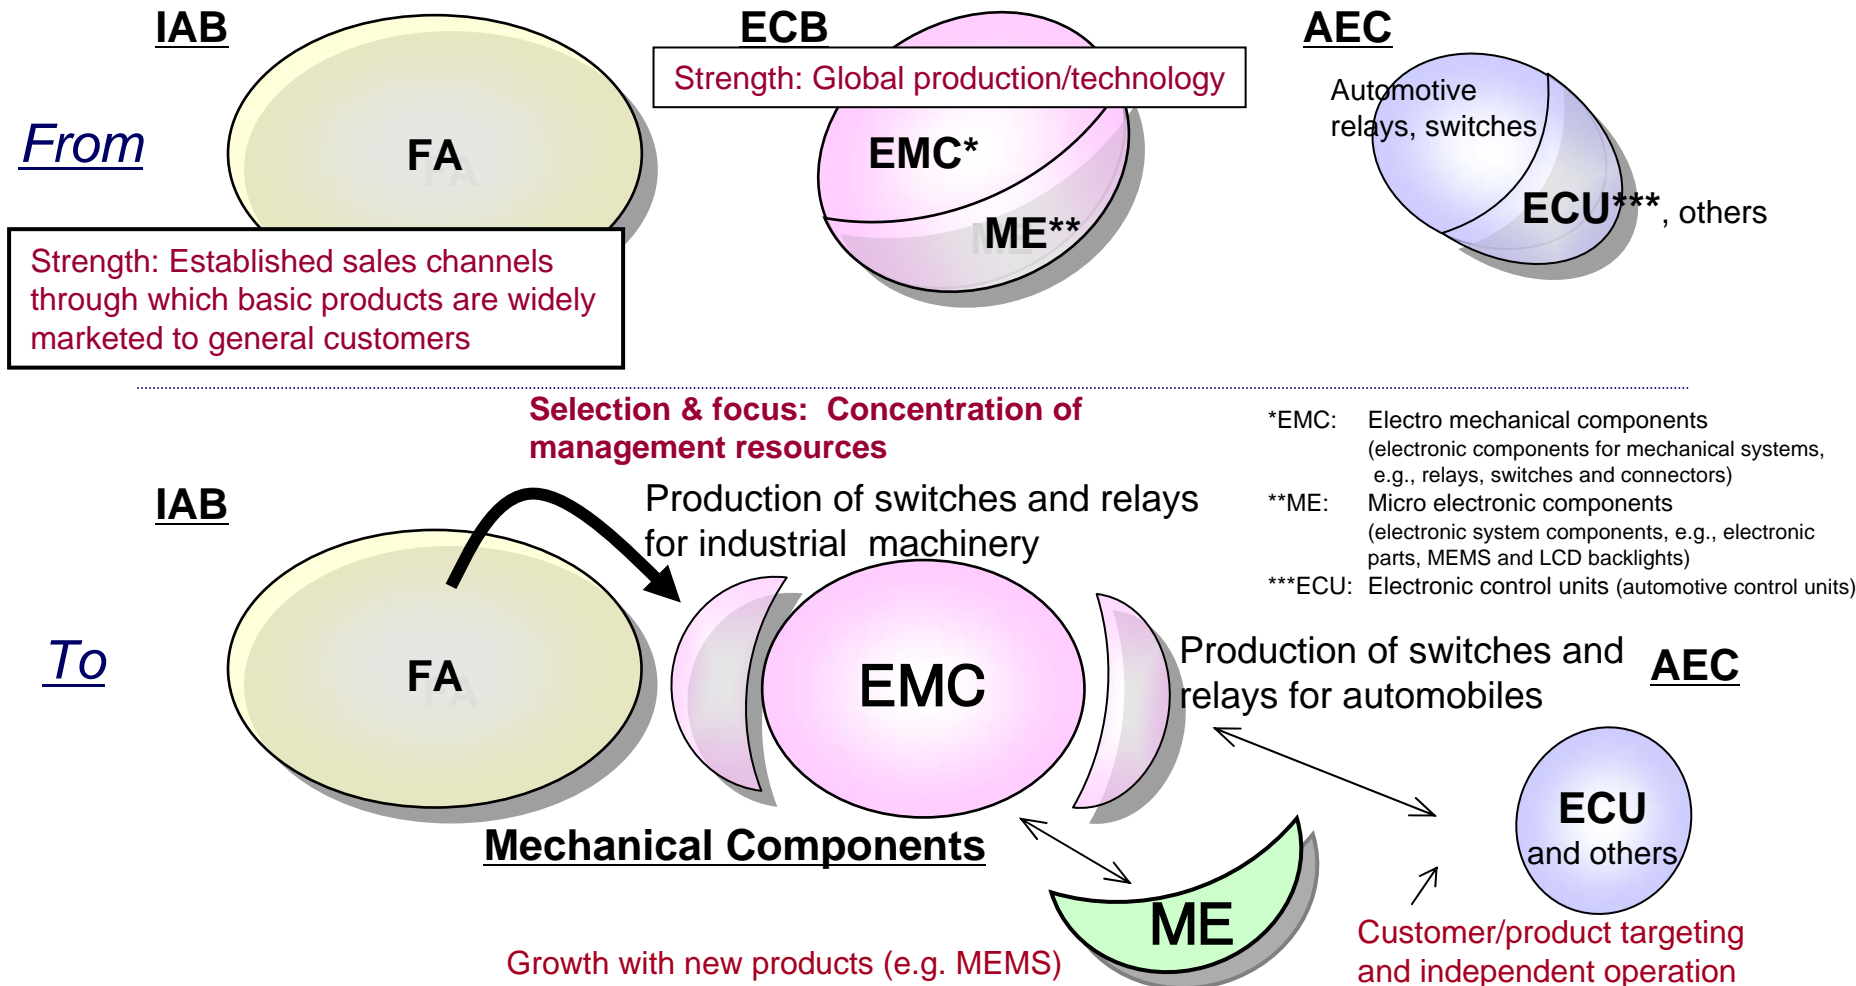 IAB
ECB
AEC
Strength: Global production/technology
Automotive
relays, switches
From
FA
EMC*
ME**
ECU***, others
Strength: Established sales channels
through which basic products are widely
marketed to general customers
Selection & focus: Concentration of
management resources
*EMC: Electro mechanical components
(electronic components for mechanical systems,
e.g., relays, switches and connectors)
**ME: Micro electronic components
(electronic system components, e.g., electronic
parts, MEMS and LCD backlights)
***ECU: Electronic control units (automotive control units)
IAB
Production of switches and relays
for industrial machinery
To
FA
EMC
Production of switches and
relays for automobiles
AEC
Mechanical Components
ECU
and others
ME
Growth with new products (e.g. MEMS)
Customer/product targeting
and independent operation